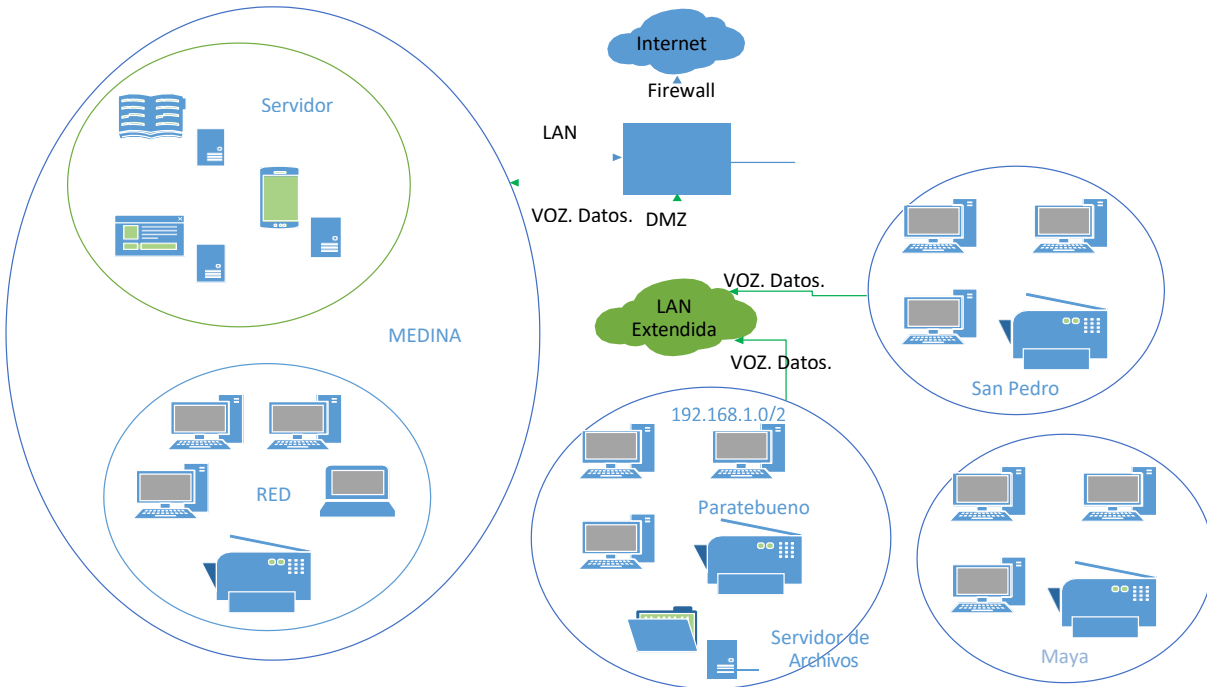 Internet
Firewall
Servidor
LAN
VOZ. Datos.
DMZ
VOZ. Datos.
LAN
Extendida
MEDINA
VOZ. Datos.
San Pedro
192.168.1.0/2
RED
Paratebueno
Servidor de
Archivos
Maya